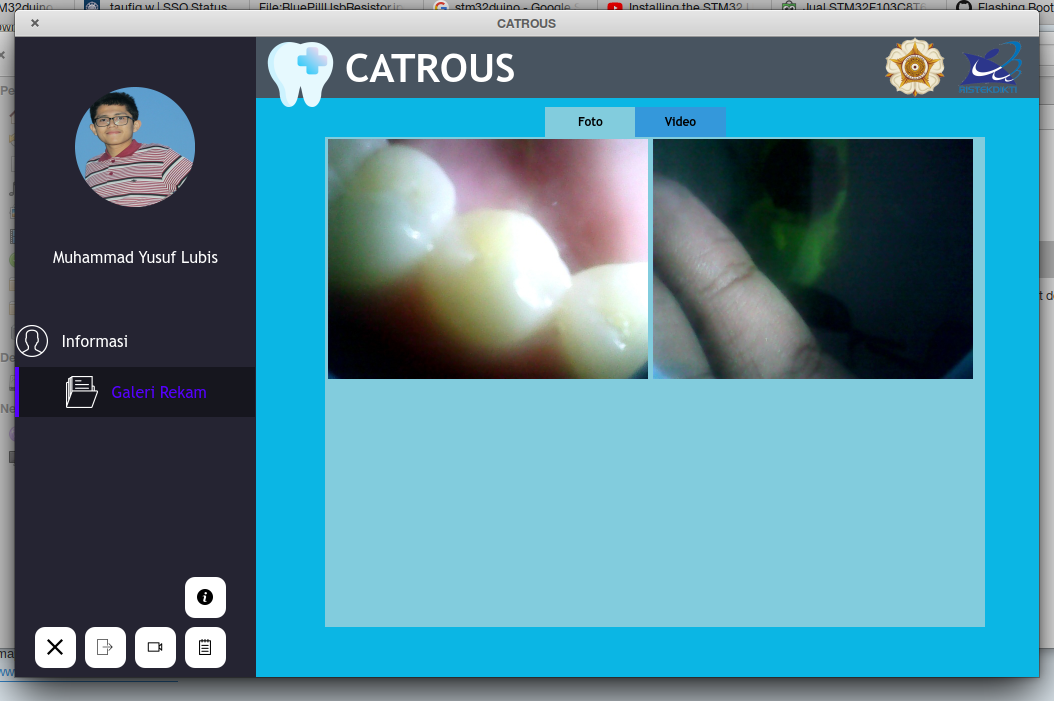 taufiq w | SSO Status
File:BluePillUsbResistor.jp
stm32duino - Google S
Installing the STM32
Jual STM32F103C8T6
Flashing Boot
CATROUS
CATROUS
RISTEKDIKTI
Foto
Video
Muhammad Yusuf Lubis
Informasi
Galeri Rekam